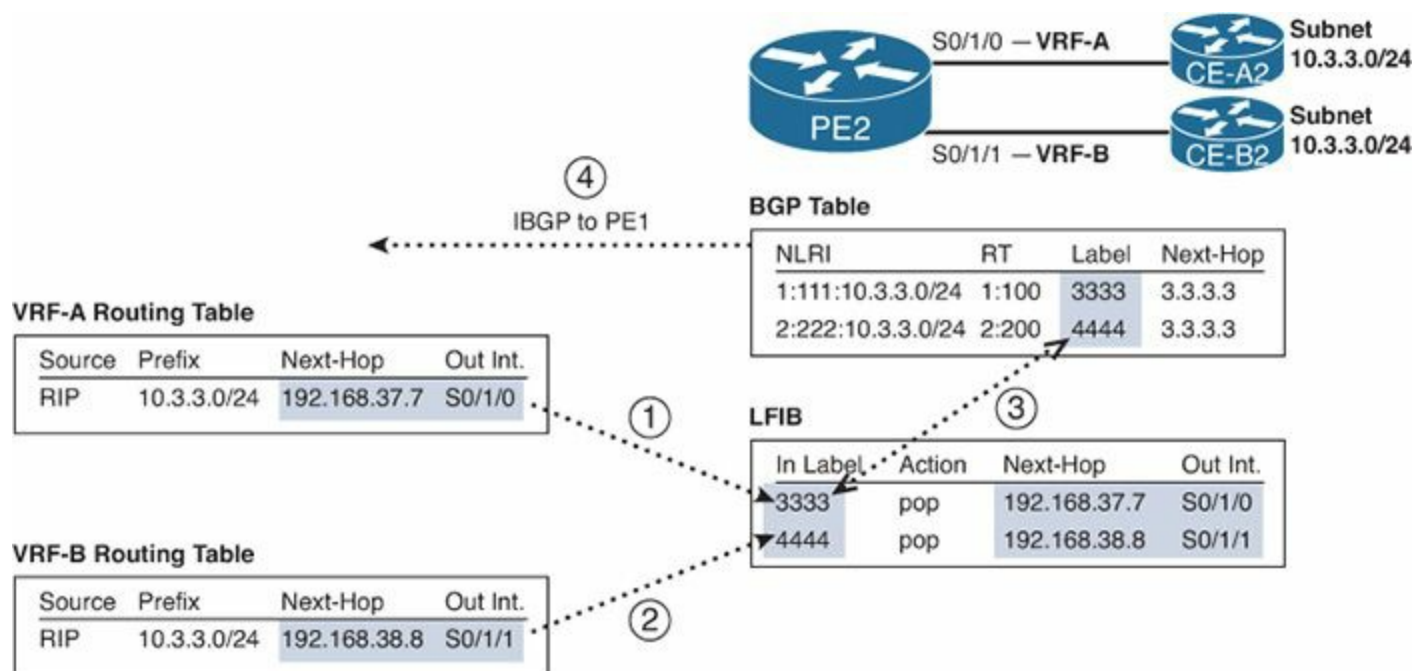 S0/1/0 — VRF-A
Subnet
10.3.3.0/24
CE-A2
PE2
Subnet
10.3.3.0/24
CE-B2
S0/1/1 — VRF-B
4
IBGP to PE1
BGP Table
NLRI RT Label Next-Hop
1:111:10.3.3.0/24 1:100 3333 3.3.3.3
2:222:10.3.3.0/24 2:200 4444 3.3.3.3
VRF-A Routing Table
Source Prefix Next-Hop Out Int.
RIP 10.3.3.0/24 192.168.37.7 S0/1/0
1
3
LFIB
In Label Action Next-Hop Out Int.
3333 pop 192.168.37.7 S0/1/0
4444 pop 192.168.38.8 S0/1/1
VRF-B Routing Table
Source Prefix Next-Hop Out Int.
RIP 10.3.3.0/24 192.168.38.8 S0/1/1
2